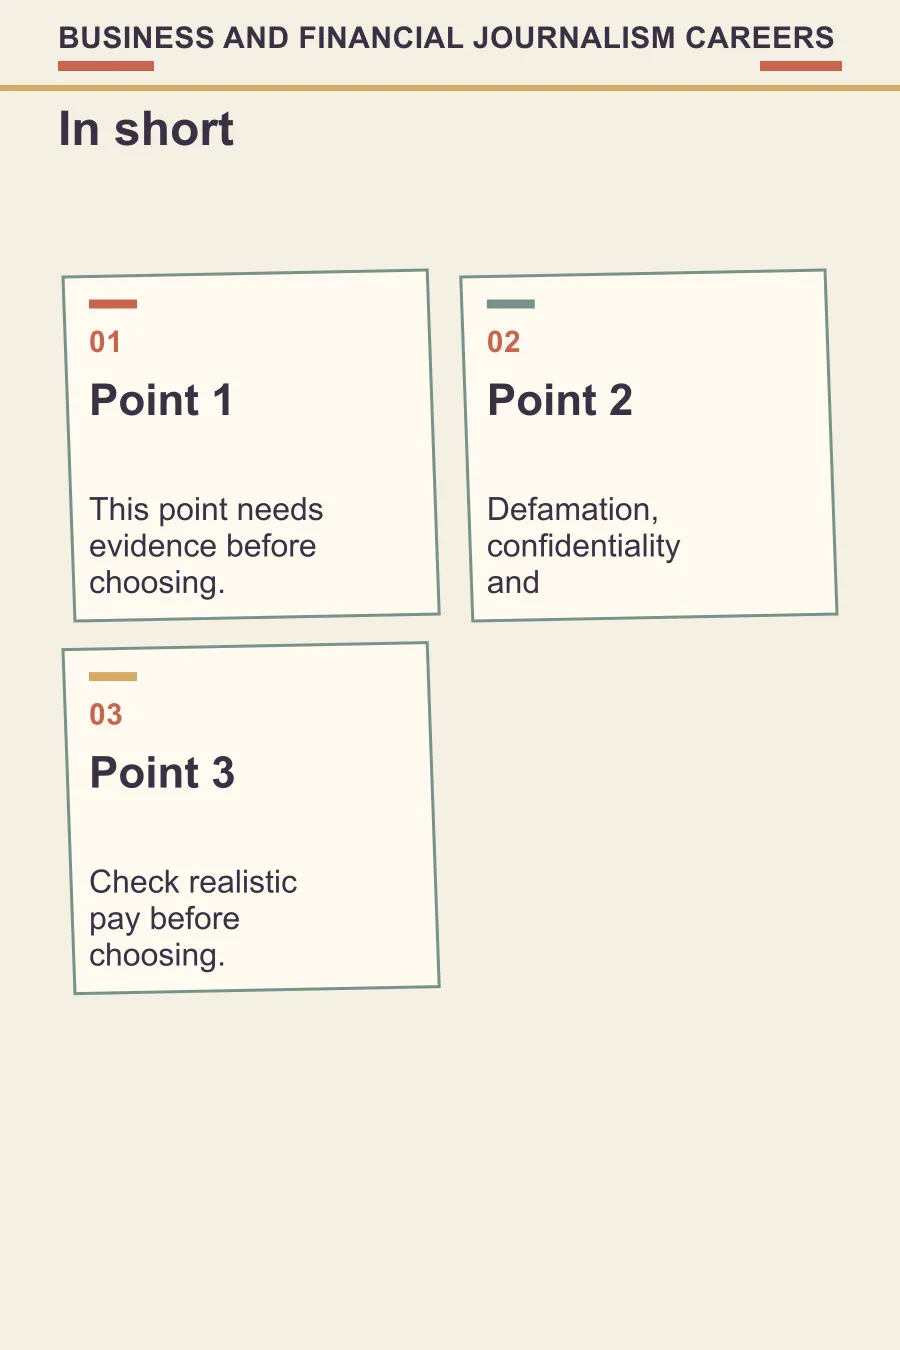 BUSINESS AND FINANCIAL JOURNALISM CAREERS
In short
01
Point 1
This point needs
evidence before
choosing.
02
Point 2
Defamation,
confidentiality
and
03
Point 3
Check realistic
pay before
choosing.